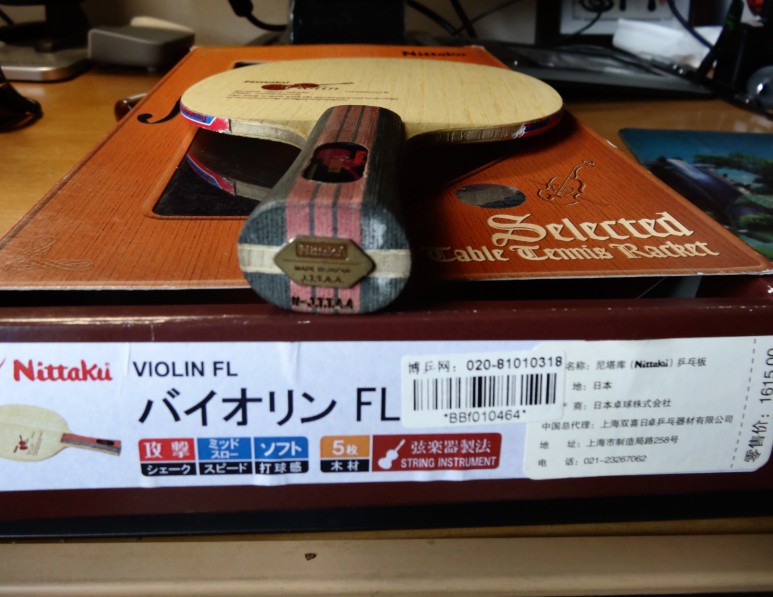 Nittaku
Nittaku
Selected
Table Tennis Racket
Nittaku
MADE IN JAPAN
J.T.T.A.A.
N-J.T.T.A.A
Nittaku
VIOLIN FL
バイオリン FL
攻撃
シェーク
ミッドスロー
スピード
ソフト
打球感
5枚
木材
弦楽器製法
STRING INSTRUMENT
博乒网: 020-81010318
*BBf010464*
名称: 尼塔库 (Nittaku) 乒乓板
地: 日本
商: 日本卓球株式会社
中国总代理: 上海双喜日卓乒乓器材有限公司
地 址: 上海市制造局路258号
电 话: 021-23267062
零售价: 1615.00